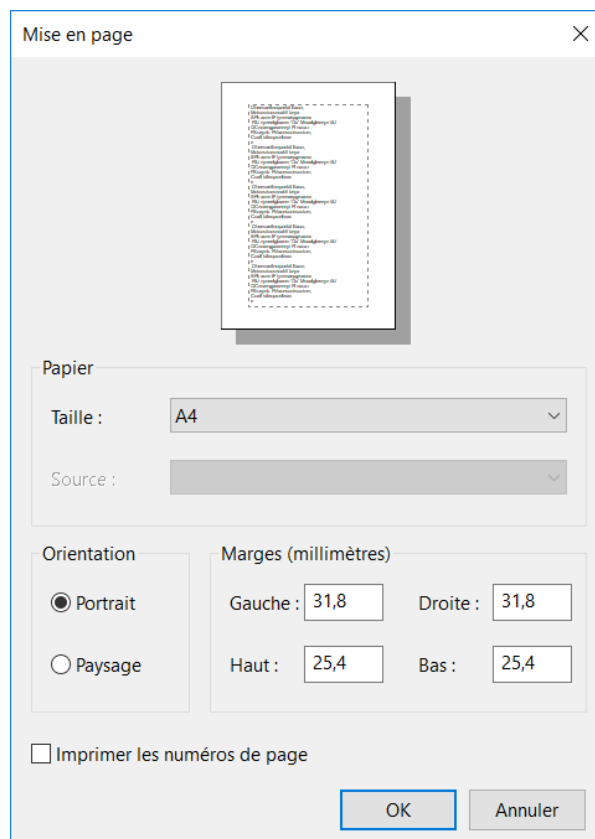 Mise en page
Papier
Taille :
A4
Source :
Orientation
Portrait
Paysage
Marges (millimètres)
Gauche : 31,8 Droite : 31,8
Haut : 25,4 Bas : 25,4
Imprimer les numéros de page
OK Annuler